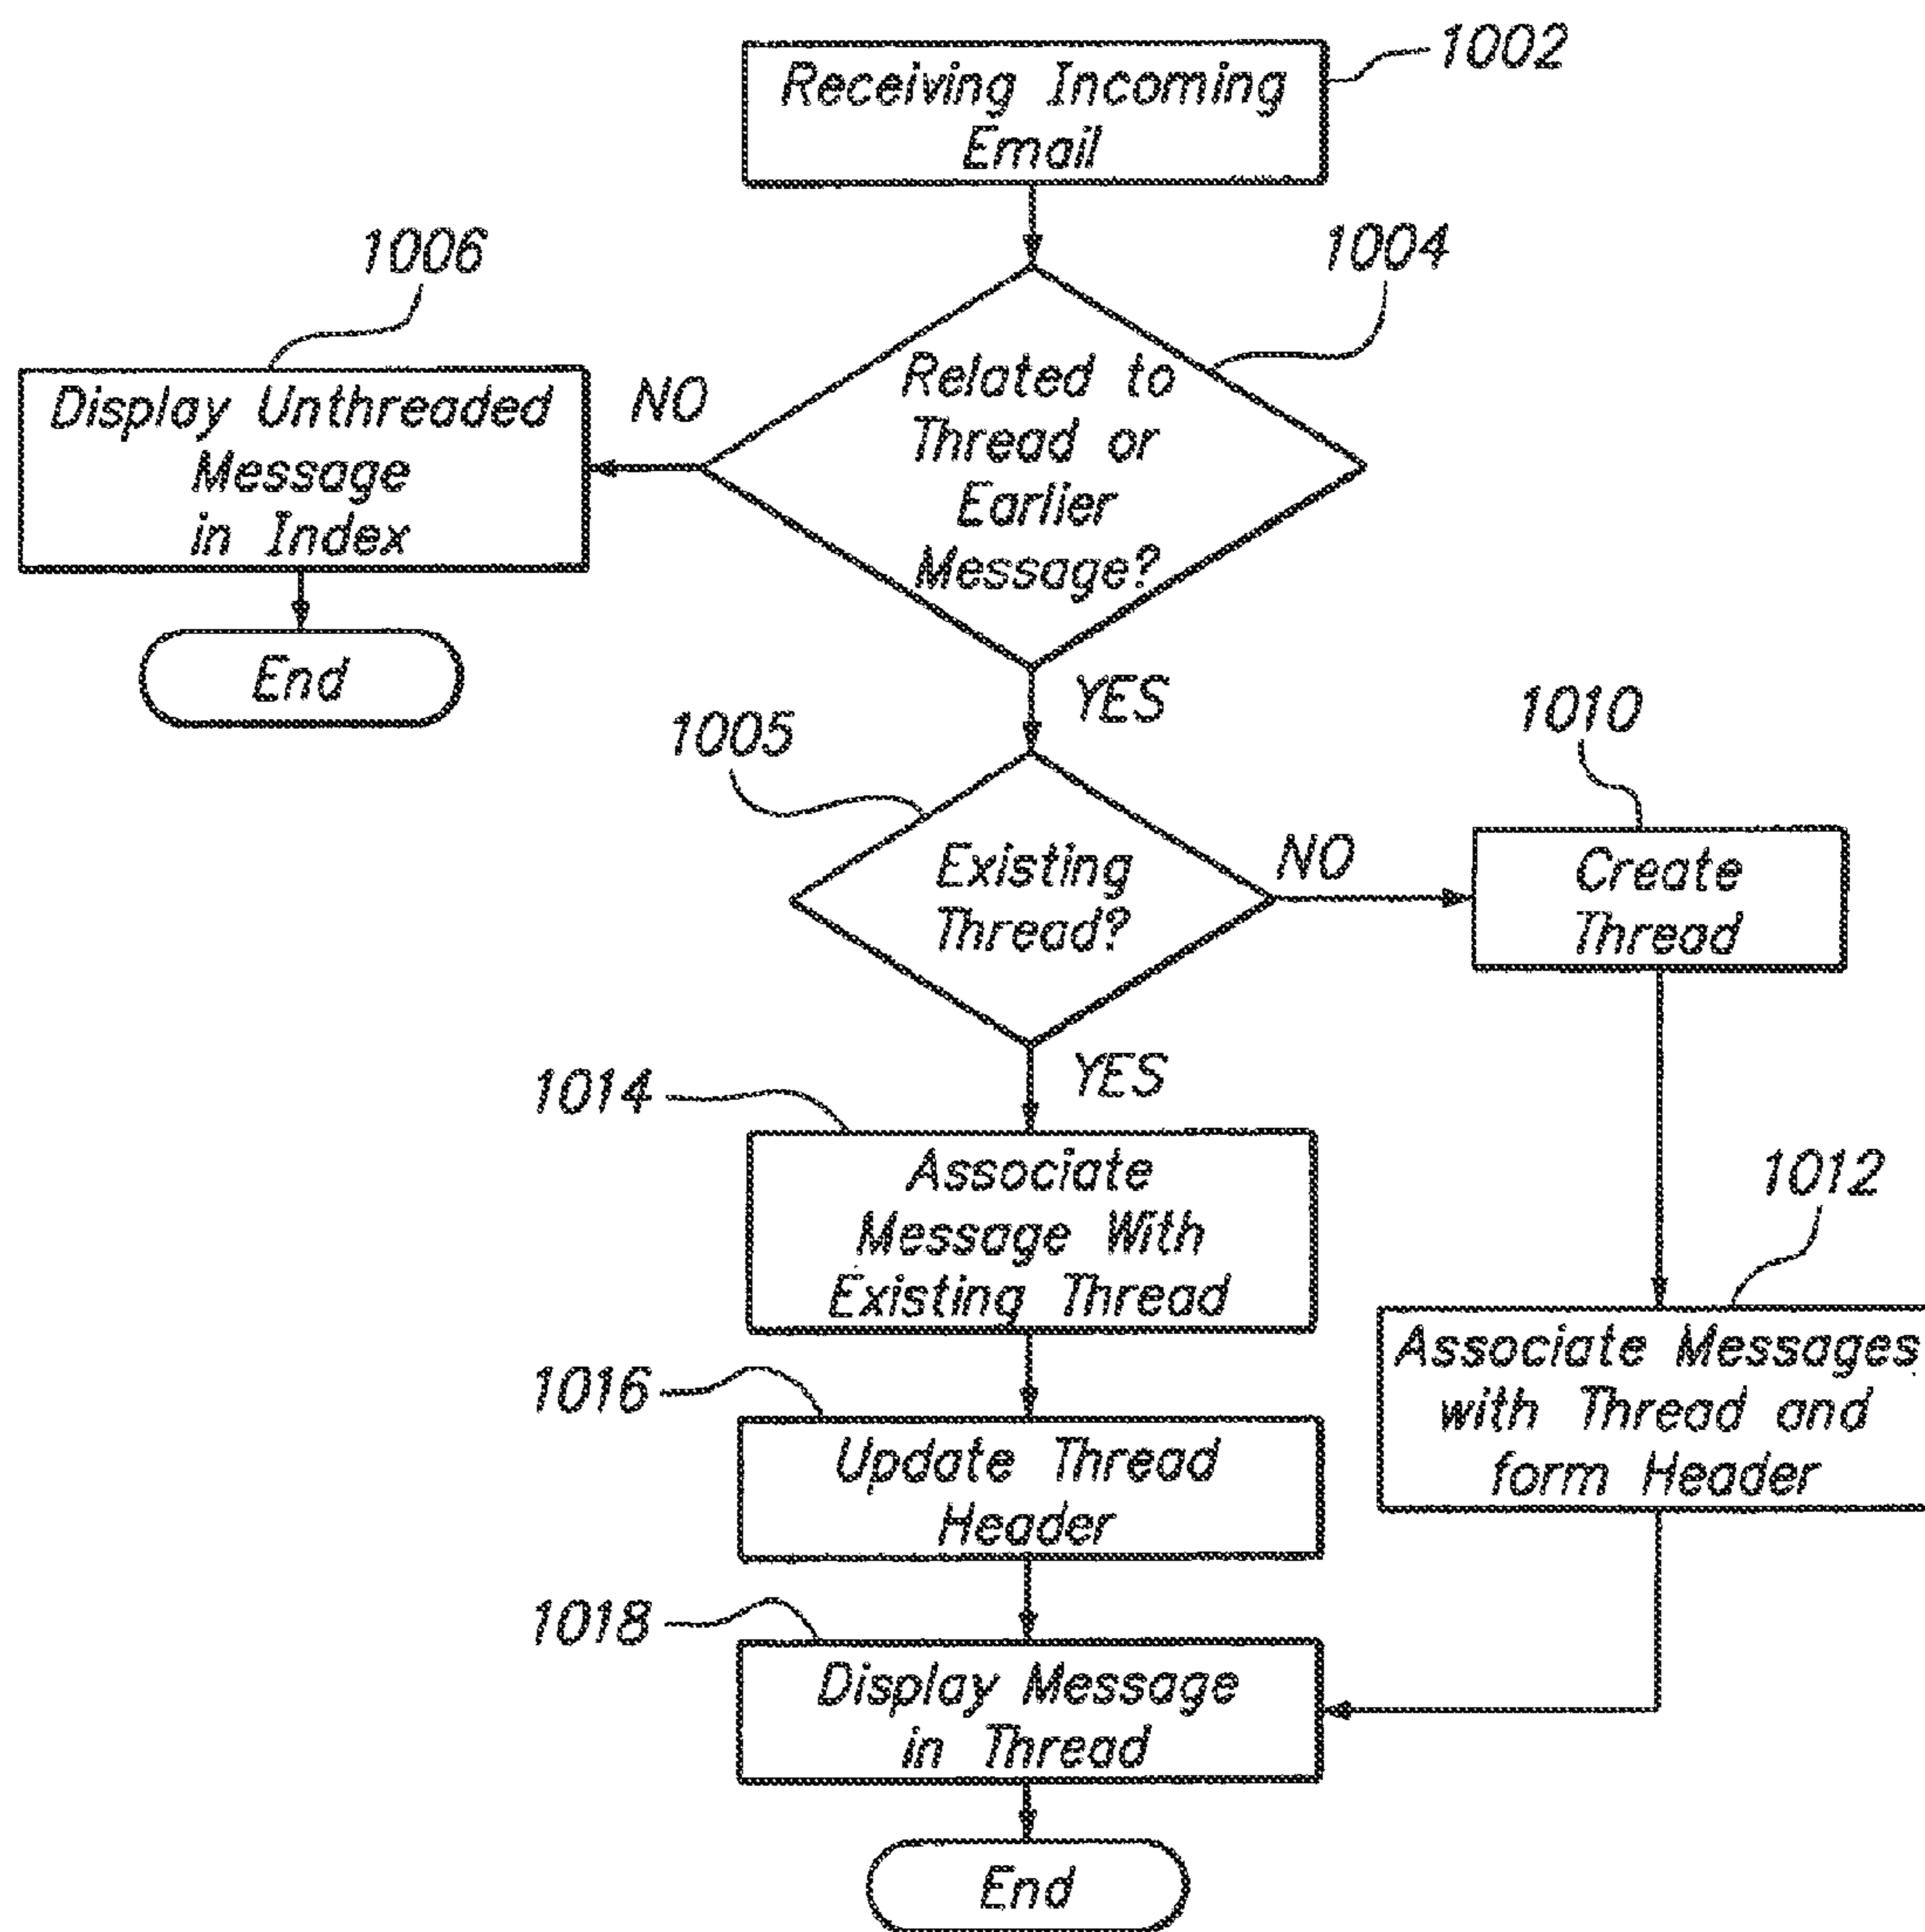 1002
Receiving Incoming
Email
1004
Related to
Thread or
Earlier
Message?
1006
NO
Display Unthreaded
Message
in Index
End
YES
1005
Existing
Thread?
NO
1010
Create
Thread
YES
1014
Associate
Message With
Existing Thread
1012
Associate Messages
with Thread and
form Header
1016
Update Thread
Header
1018
Display Message
in Thread
End